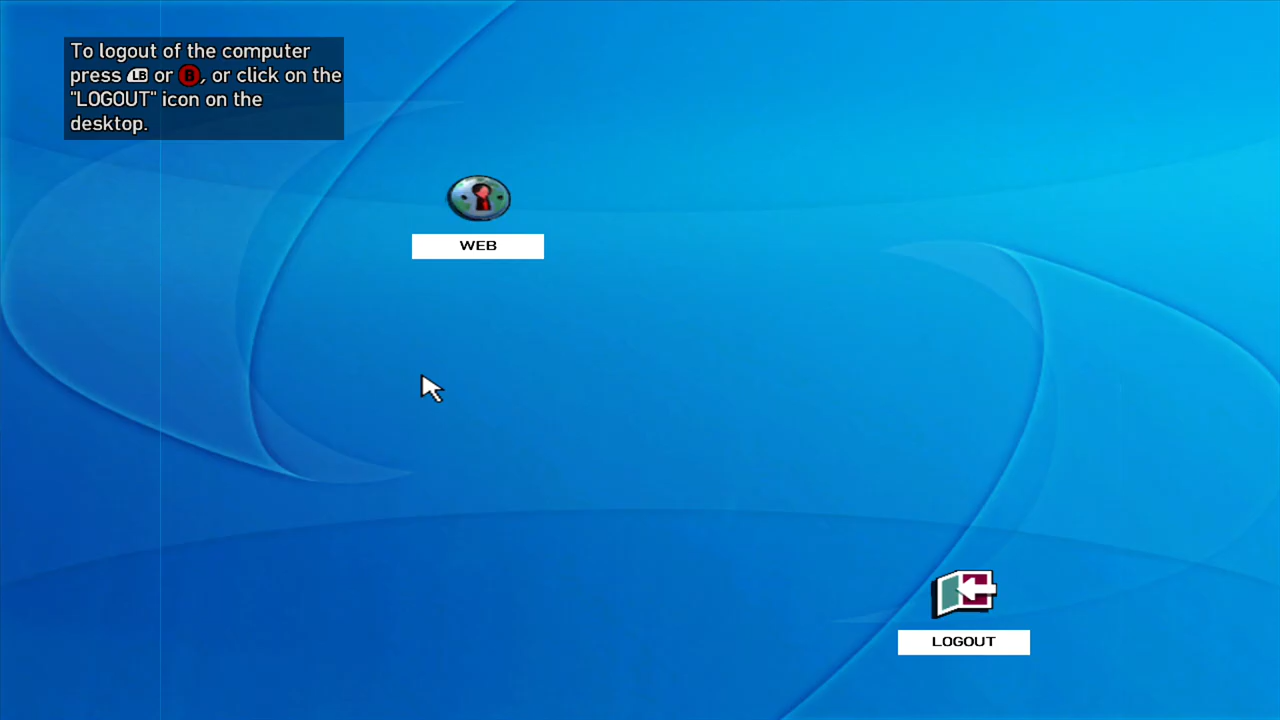 To logout of the computer
press LB or B, or click on the
"LOGOUT" icon on the
desktop.
WEB
LOGOUT